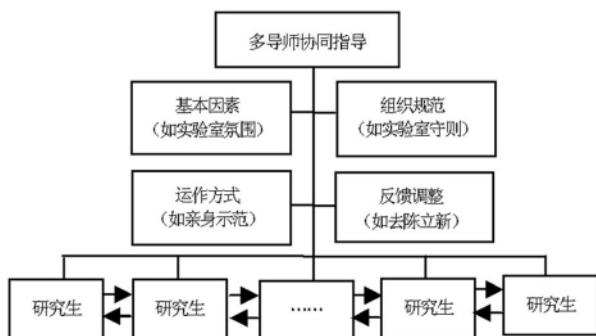 多导师协同指导
基本因素
(如实验室氛围)
组织规范
(如实验室守则)
运作方式
(如亲身示范)
反馈调整
(如去陈立新)
研究生
研究生
……
研究生
研究生